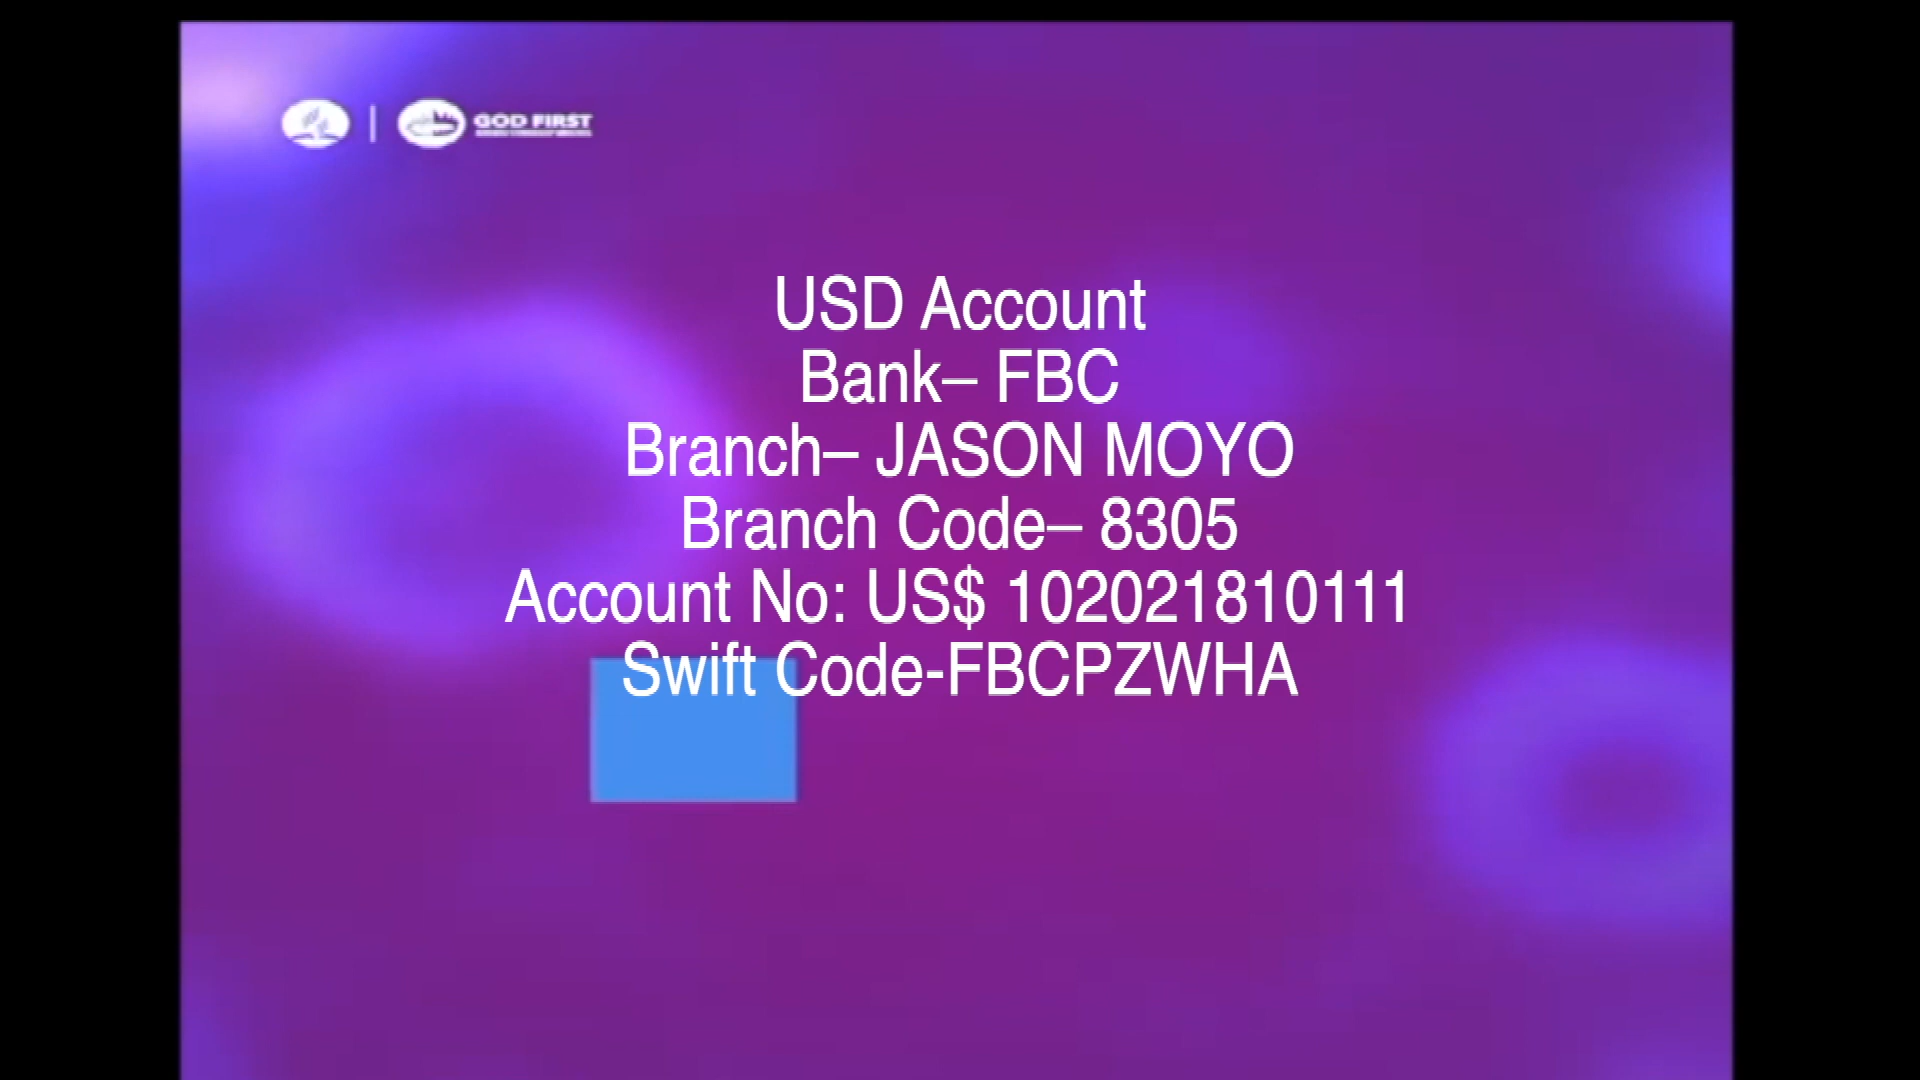 GOD FIRST
USD Account
Bank– FBC
Branch– JASON MOYO
Branch Code– 8305
Account No: US$ 102021810111
Swift Code-FBCPZWHA